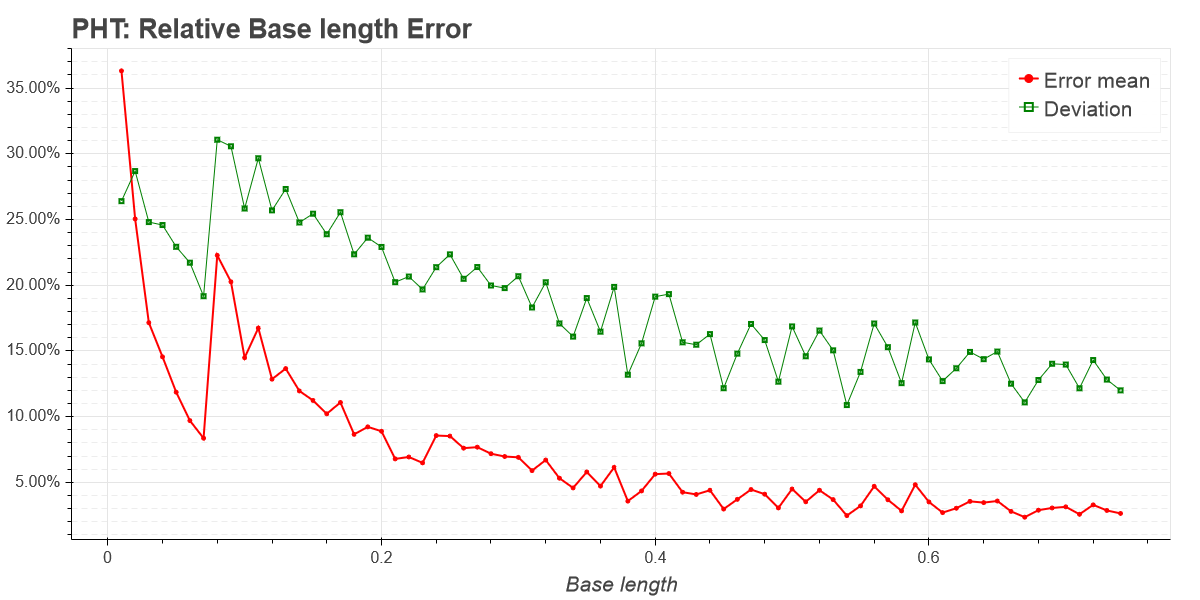 PHT: Relative Base length Error
35.00%
30.00%
25.00%
20.00%
15.00%
10.00%
5.00%
Error mean
Deviation
0 0.2 0.4 0.6
Base length